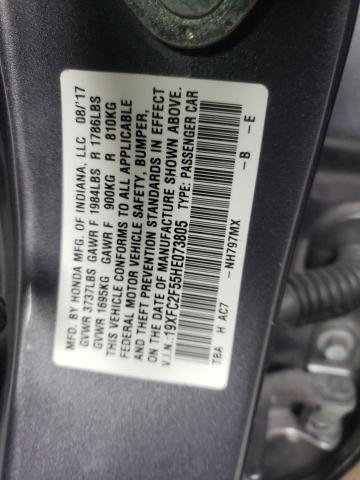 MFD. BY HONDA MFG. OF INDIANA, LLC 08/'17
GVWR 3737LBS GAWR F 1984LBS R 1786LBS
GVWR 1695KG GAWR F 900KG R 810KG
THIS VEHICLE CONFORMS TO ALL APPLICABLE
FEDERAL MOTOR VEHICLE SAFETY, BUMPER,
AND THEFT PREVENTION STANDARDS IN EFFECT
ON THE DATE OF MANUFACTURE SHOWN ABOVE.
V.I.N.:19XFC2F55HE073805 TYPE: PASSENGER CAR
TBA H AC7 -NH797MX -B -E